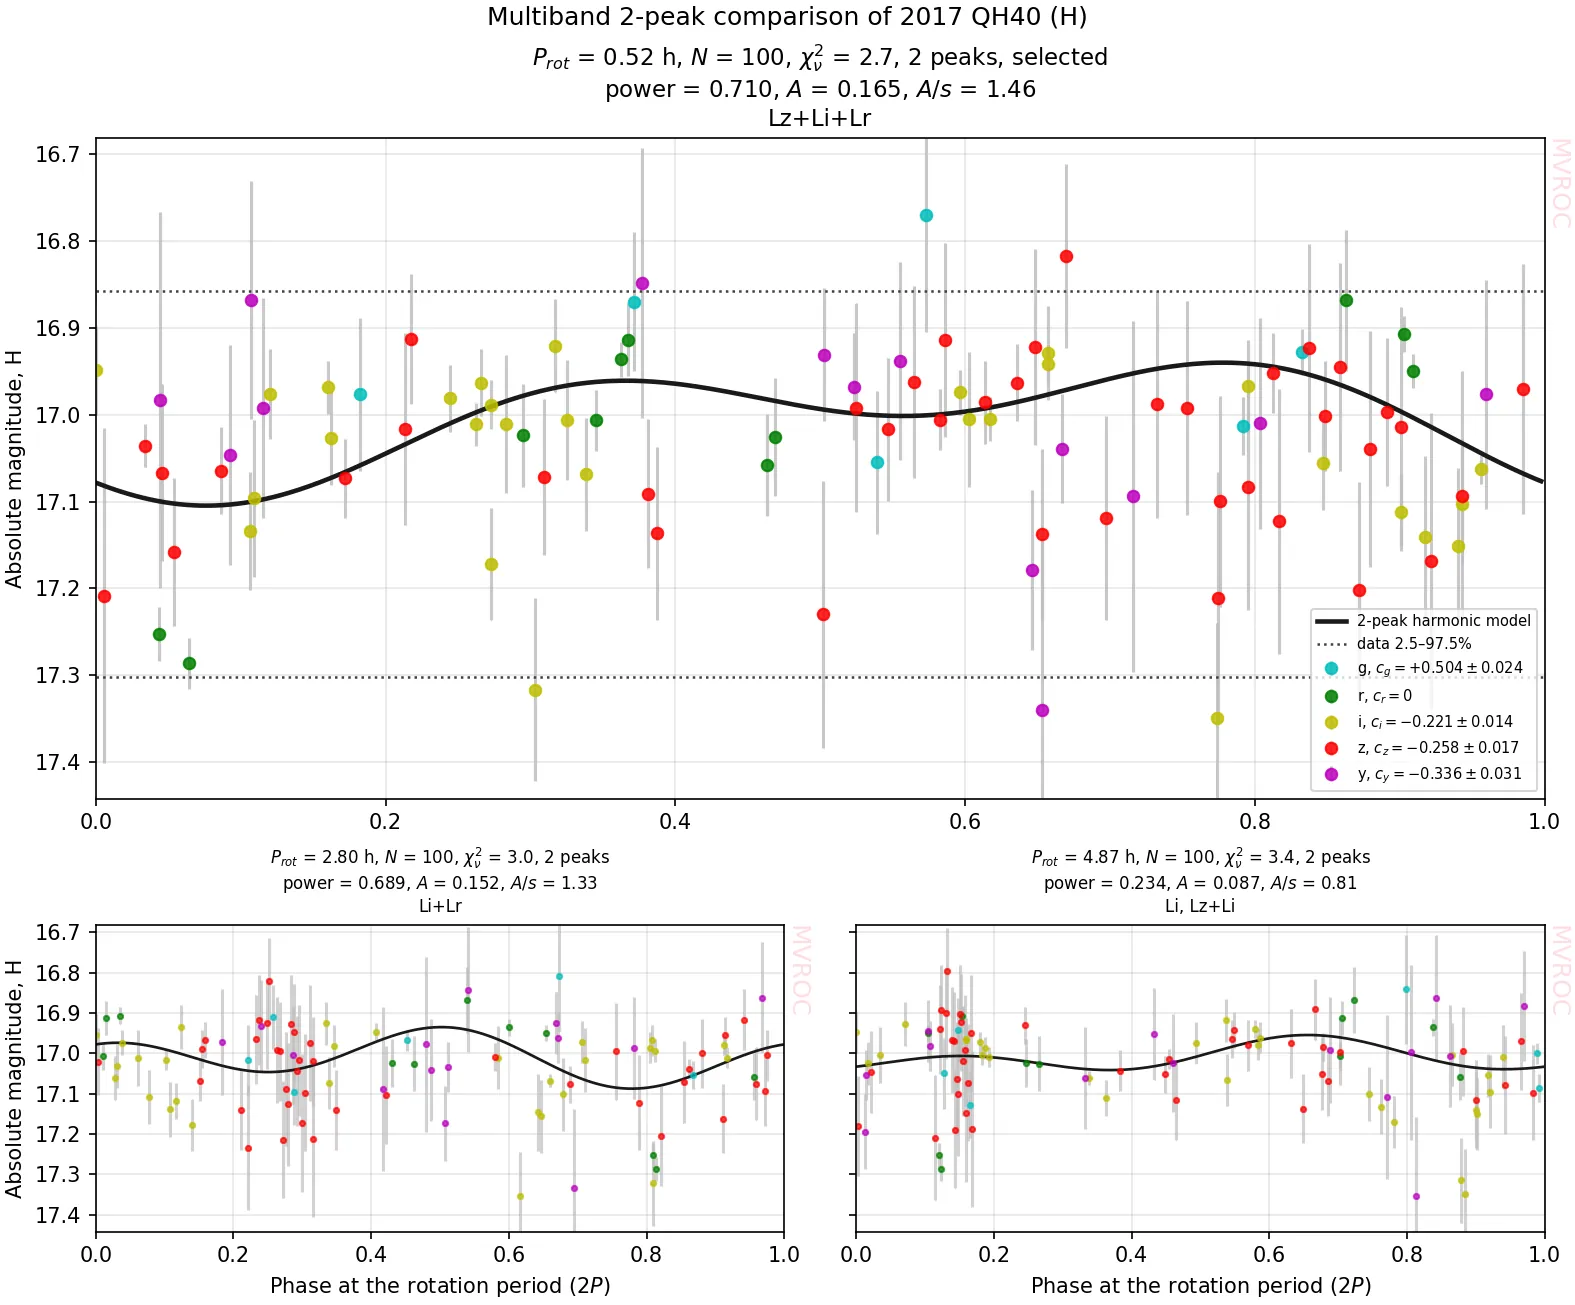 Multiband 2-peak comparison of 2017 QH40 (H)
P_rot = 0.52 h, N = 100, χ²_ν = 2.7, 2 peaks, selected
power = 0.710, A = 0.165, A/s = 1.46
Lz+Li+Lr
MVROC
Absolute magnitude, H
16.7
16.8
16.9
17.0
17.1
17.2
17.3
17.4
2-peak harmonic model
data 2.5–97.5%
g, c_g = +0.504 ± 0.024
r, c_r = 0
i, c_i = −0.221 ± 0.014
z, c_z = −0.258 ± 0.017
y, c_y = −0.336 ± 0.031
0.0 0.2 0.4 0.6 0.8 1.0
P_rot = 2.80 h, N = 100, χ²_ν = 3.0, 2 peaks
power = 0.689, A = 0.152, A/s = 1.33
Li+Lr
MVROC
Absolute magnitude, H
16.7
16.8
16.9
17.0
17.1
17.2
17.3
17.4
0.0 0.2 0.4 0.6 0.8 1.0
Phase at the rotation period (2P)
P_rot = 4.87 h, N = 100, χ²_ν = 3.4, 2 peaks
power = 0.234, A = 0.087, A/s = 0.81
Li, Lz+Li
MVROC
0.0 0.2 0.4 0.6 0.8 1.0
Phase at the rotation period (2P)